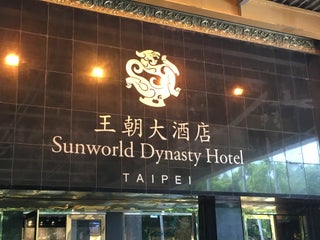 王朝大酒店
Sunworld Dynasty Hotel
TAIPEI